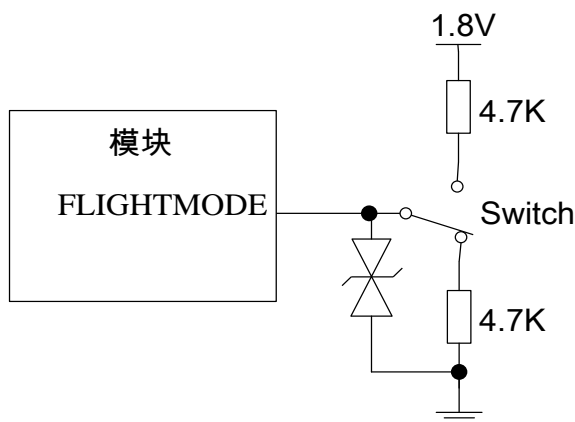 1.8V
4.7K
模块
FLIGHTMODE
Switch
4.7K